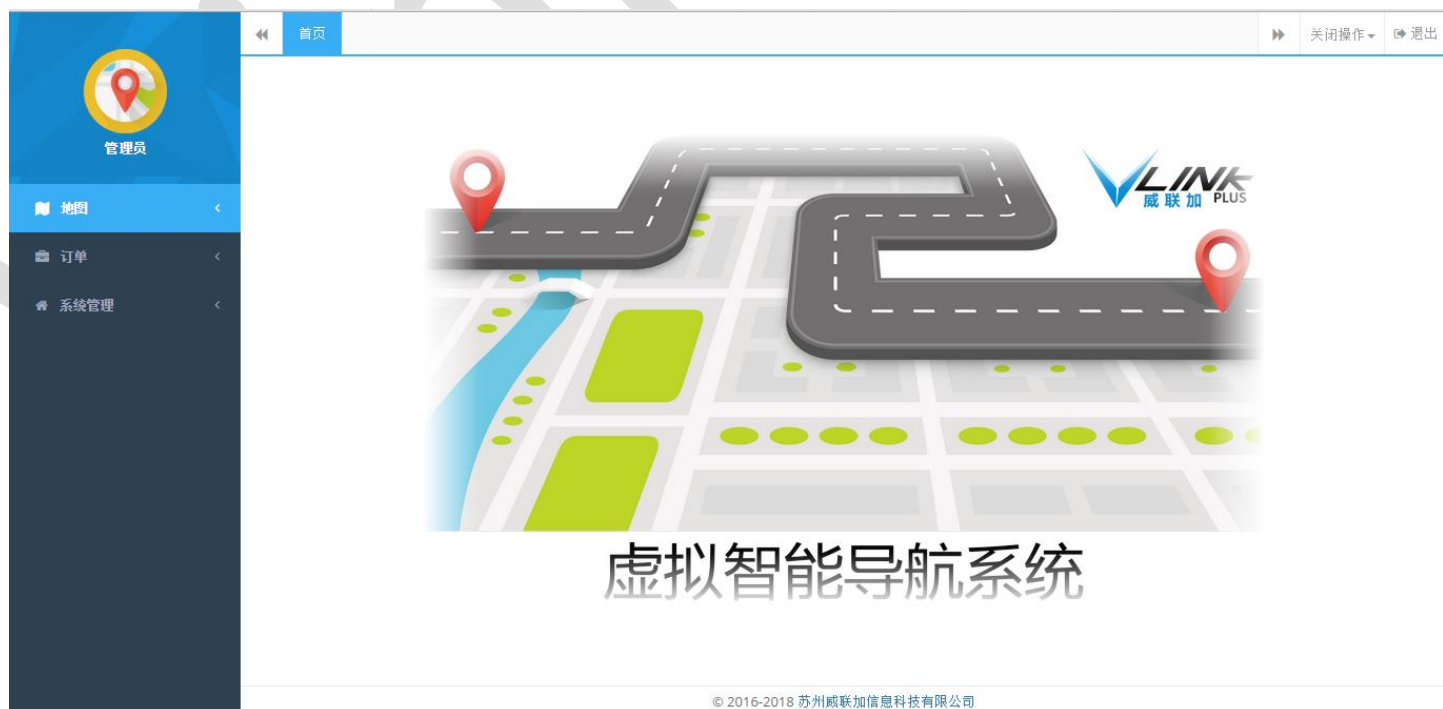 首页
关闭操作
退出
管理员
地图
订单
系统管理
VLINK
威联加 PLUS
虚拟智能导航系统
© 2016-2018 苏州威联加信息科技有限公司